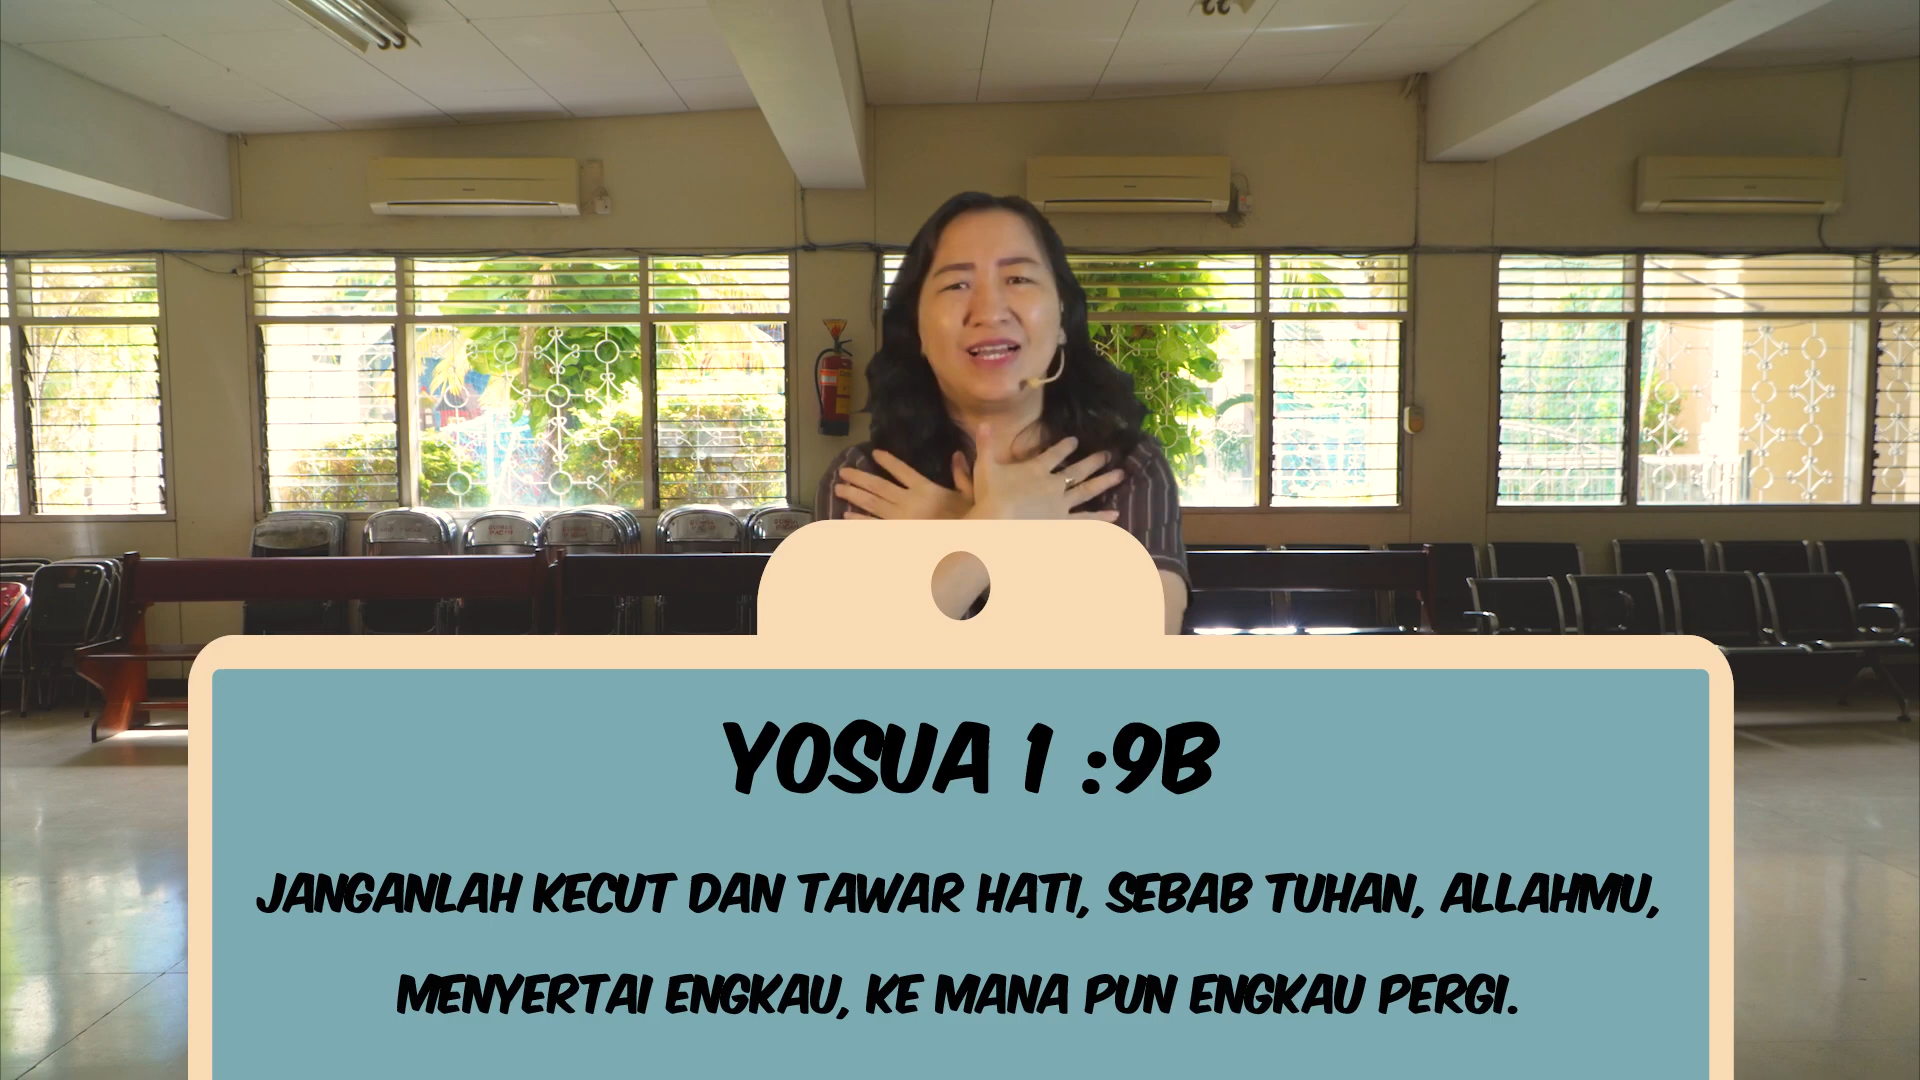 YOSUA 1 :9B
JANGANLAH KECUT DAN TAWAR HATI, SEBAB TUHAN, ALLAHMU,
MENYERTAI ENGKAU, KE MANA PUN ENGKAU PERGI.